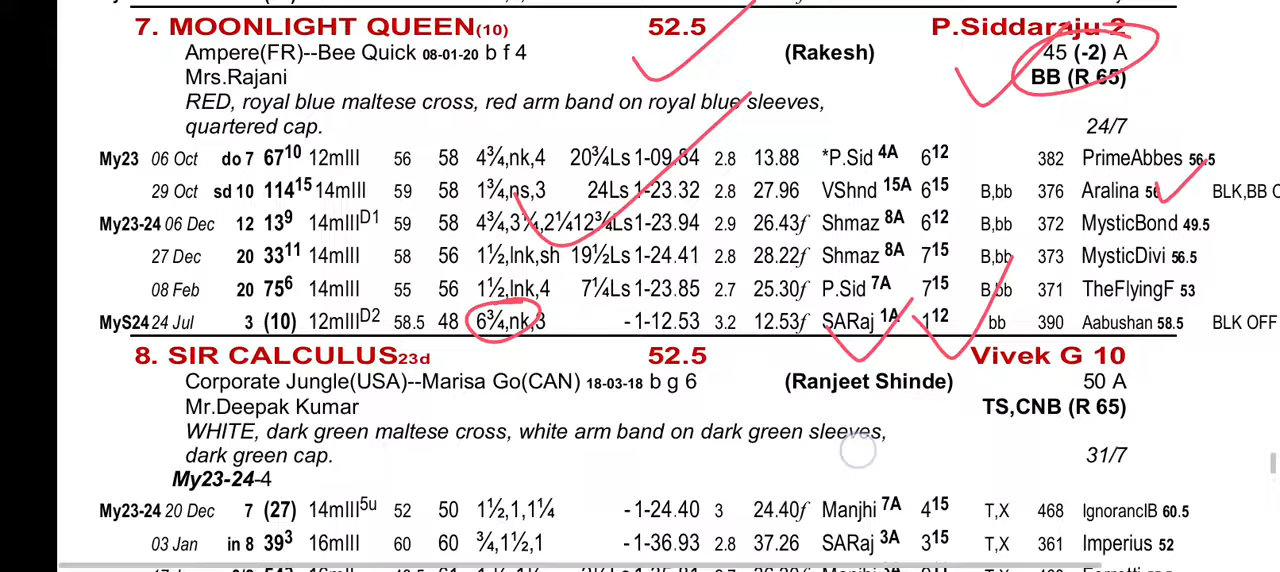 7. MOONLIGHT QUEEN(10) 52.5 P.Siddaraju 2
Ampere(FR)--Bee Quick 08-01-20 b f 4 (Rakesh) 45 (-2) A
Mrs.Rajani BB (R 65)
RED, royal blue maltese cross, red arm band on royal blue sleeves,
quartered cap. 24/7
My23 06 Oct do 7 67¹⁰ 12mIII 56 58 4¾,nk,4 20¾Ls 1-09.84 2.8 13.88 *P.Sid 4A 6¹² 382 PrimeAbbes 56.5
29 Oct sd 10 114¹⁵ 14mIII 59 58 1¾,ns,3 24Ls 1-23.32 2.8 27.96 VShnd 15A 6¹⁵ B,bb 376 Aralina BLK,BB
My23-24 06 Dec 12 13⁹ 14mIII D1 59 58 4¾,3¼,2¼ 12¾Ls 1-23.94 2.9 26.43f Shmaz 8A 6¹² B,bb 372 MysticBond 49.5
27 Dec 20 33¹¹ 14mIII 58 56 1½,lnk,sh 19½Ls 1-24.41 2.8 28.22f Shmaz 8A 7¹⁵ B,bb 373 MysticDivi 56.5
08 Feb 20 75⁶ 14mIII 55 56 1½,lnk,4 7¼Ls 1-23.85 2.7 25.30f P.Sid 7A 7¹⁵ B,bb 371 TheFlyingF 53
MyS24 24 Jul 3 (10) 12mIII D2 58.5 48 6¾,nk,3 - 1-12.53 3.2 12.53f SARaj 1A 1¹² bb 390 Aabushan 58.5 BLK OFF
8. SIR CALCULUS23d 52.5 Vivek G 10
Corporate Jungle(USA)--Marisa Go(CAN) 18-03-18 b g 6 (Ranjeet Shinde) 50 A
Mr.Deepak Kumar TS,CNB (R 65)
WHITE, dark green maltese cross, white arm band on dark green sleeves,
dark green cap. 31/7
My23-24-4
My23-24 20 Dec 7 (27) 14mIII 5u 52 50 1½,1,1¼ - 1-24.40 3 24.40f Manjhi 7A 4¹⁵ T,X 468 IgnorancIB 60.5
03 Jan in 8 39³ 16mIII 60 60 ¾,1½,1 - 1-36.93 2.8 37.26 SARaj 3A 3¹⁵ T,X 361 Imperius 52